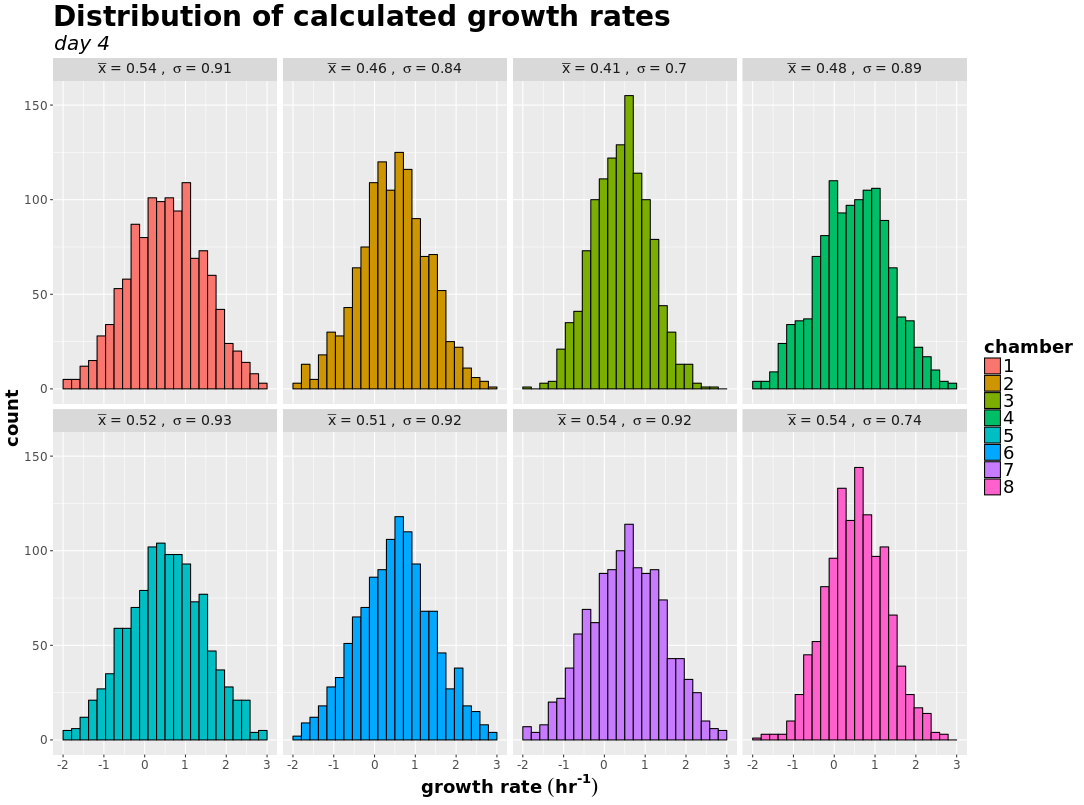 Distribution of calculated growth rates
day 4
x̅ = 0.54 , σ = 0.91
x̅ = 0.46 , σ = 0.84
x̅ = 0.41 , σ = 0.7
x̅ = 0.48 , σ = 0.89
150
100
50
0
x̅ = 0.52 , σ = 0.93
x̅ = 0.51 , σ = 0.92
x̅ = 0.54 , σ = 0.92
x̅ = 0.54 , σ = 0.74
150
100
50
0
-2 -1 0 1 2 3
-2 -1 0 1 2 3
-2 -1 0 1 2 3
-2 -1 0 1 2 3
growth rate (hr⁻¹)
count
chamber
1
2
3
4
5
6
7
8